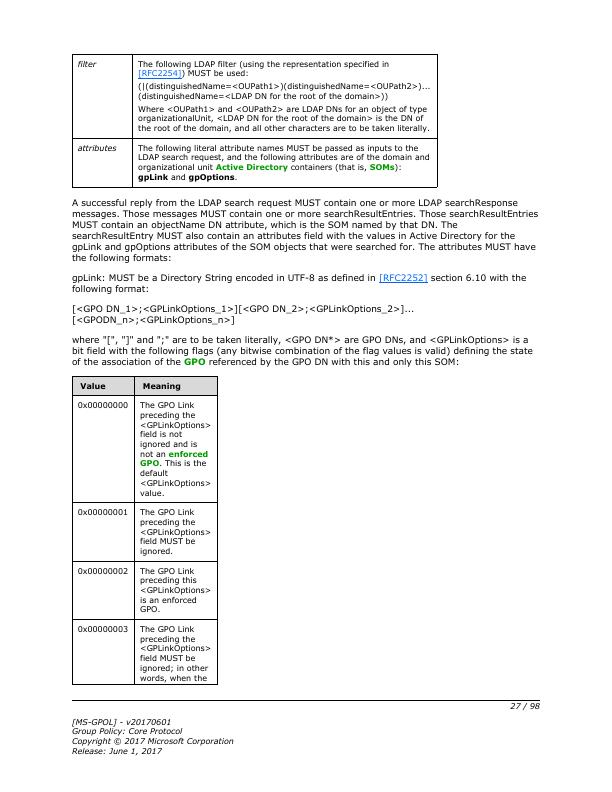 filter
The following LDAP filter (using the representation specified in
[RFC2254]) MUST be used:
(|(distinguishedName=<OUPath1>)(distinguishedName=<OUPath2>)...
(distinguishedName=<LDAP DN for the root of the domain>))
Where <OUPath1> and <OUPath2> are LDAP DNs for an object of type
organizationalUnit, <LDAP DN for the root of the domain> is the DN of
the root of the domain, and all other characters are to be taken literally.
attributes
The following literal attribute names MUST be passed as inputs to the
LDAP search request, and the following attributes are of the domain and
organizational unit Active Directory containers (that is, SOMs):
gpLink and gpOptions.
A successful reply from the LDAP search request MUST contain one or more LDAP searchResponse
messages. Those messages MUST contain one or more searchResultEntries. Those searchResultEntries
MUST contain an objectName DN attribute, which is the SOM named by that DN. The
searchResultEntry MUST also contain an attributes field with the values in Active Directory for the
gpLink and gpOptions attributes of the SOM objects that were searched for. The attributes MUST have
the following formats:
gpLink: MUST be a Directory String encoded in UTF-8 as defined in [RFC2252] section 6.10 with the
following format:
[<GPO DN_1>;<GPLinkOptions_1>][<GPO DN_2>;<GPLinkOptions_2>]...
[<GPODN_n>;<GPLinkOptions_n>]
where "[", "]" and ";" are to be taken literally, <GPO DN*> are GPO DNs, and <GPLinkOptions> is a
bit field with the following flags (any bitwise combination of the flag values is valid) defining the state
of the association of the GPO referenced by the GPO DN with this and only this SOM:
Value Meaning
0x00000000 The GPO Link
preceding the
<GPLinkOptions>
field is not
ignored and is
not an enforced
GPO. This is the
default
<GPLinkOptions>
value.
0x00000001 The GPO Link
preceding the
<GPLinkOptions>
field MUST be
ignored.
0x00000002 The GPO Link
preceding this
<GPLinkOptions>
is an enforced
GPO.
0x00000003 The GPO Link
preceding the
<GPLinkOptions>
field MUST be
ignored; in other
words, when the
27 / 98
[MS-GPOL] - v20170601
Group Policy: Core Protocol
Copyright © 2017 Microsoft Corporation
Release: June 1, 2017